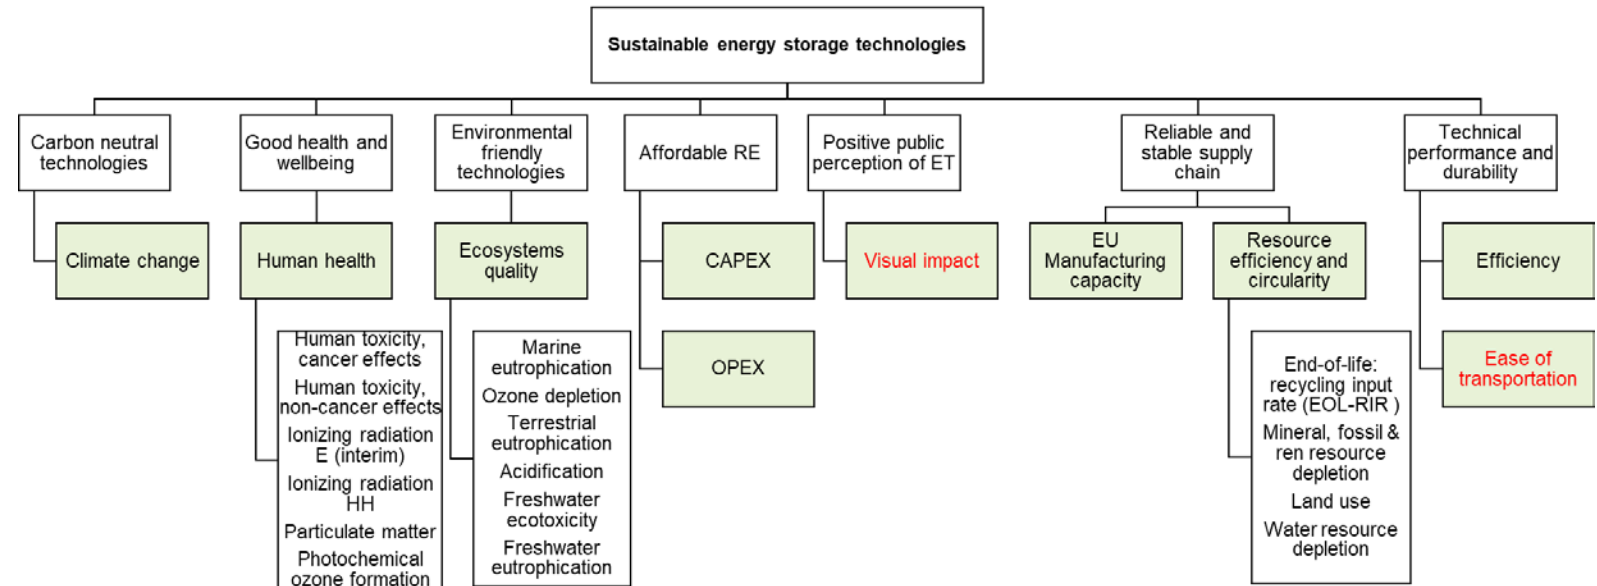 Sustainable energy storage technologies
Carbon neutral
technologies
Good health and
wellbeing
Environmental
friendly
technologies
Affordable RE
Positive public
perception of ET
Reliable and
stable supply
chain
Technical
performance and
durability
Climate change
Human health
Ecosystems
quality
CAPEX
Visual impact
EU
Manufacturing
capacity
Resource
efficiency and
circularity
Efficiency
Human toxicity,
cancer effects
Human toxicity,
non-cancer effects
Ionizing radiation
E (interim)
Ionizing radiation
HH
Particulate matter
Photochemical
ozone formation
Marine
eutrophication
Ozone depletion
Terrestrial
eutrophication
Acidification
Freshwater
ecotoxicity
Freshwater
eutrophication
OPEX
End-of-life:
recycling input
rate (EOL-RIR )
Mineral, fossil &
ren resource
depletion
Land use
Water resource
depletion
Ease of
transportation